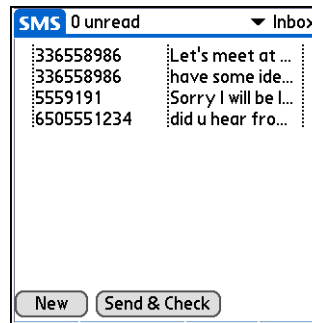 SMS 0 unread Inbox
336558986 Let's meet at ...
336558986 have some ide...
5559191 Sorry I will be l...
6505551234 did u hear fro...
New Send & Check